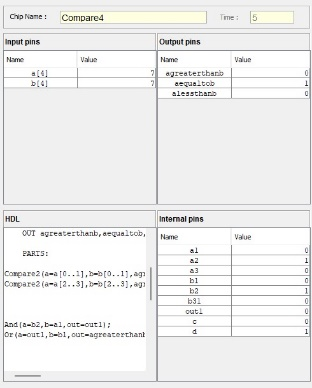 Chip Name : Compare4 Time : 5
Input pins Output pins
Name Value Name Value
a[4] 7 agreaterthanb 0
b[4] 7 aequaltob 1
alessthanb 0
HDL Internal pins
OUT agreaterthanb,aequaltob, Name Value
PARTS: a1 0
a2 1
Compare2(a=a[0..1],b=b[0..1],agr a3 0
Compare2(a=a[2..3],b=b[2..3],agr b1 0
b2 1
b31 0
And(a=b2,b=a1,out=out1); out1 0
Or(a=out1,b=b1,out=agreaterthanb c 0
d 1